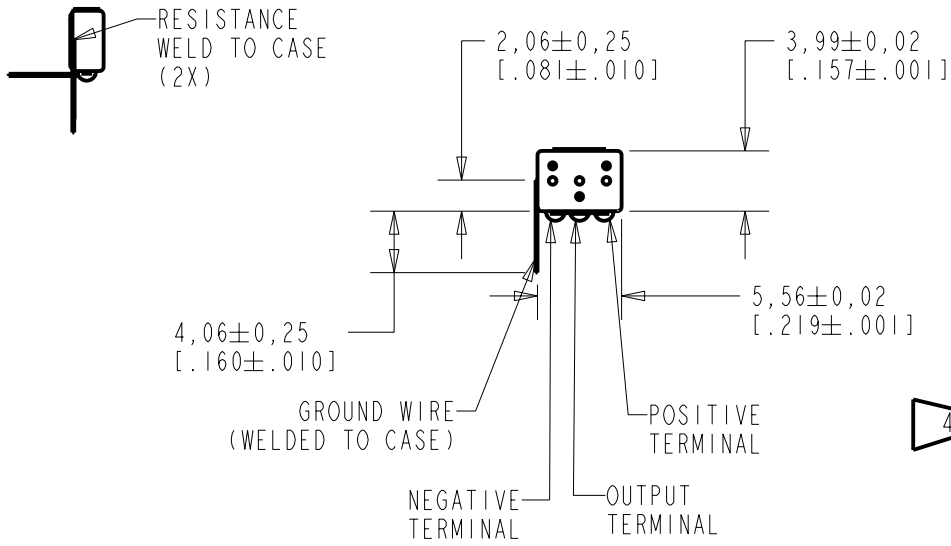 RESISTANCE
WELD TO CASE
(2X)
2,06±0,25
[.081±.010]
3,99±0,02
[.157±.001]
5,56±0,02
[.219±.001]
4,06±0,25
[.160±.010]
GROUND WIRE
(WELDED TO CASE)
POSITIVE
TERMINAL
4
NEGATIVE
TERMINAL
OUTPUT
TERMINAL